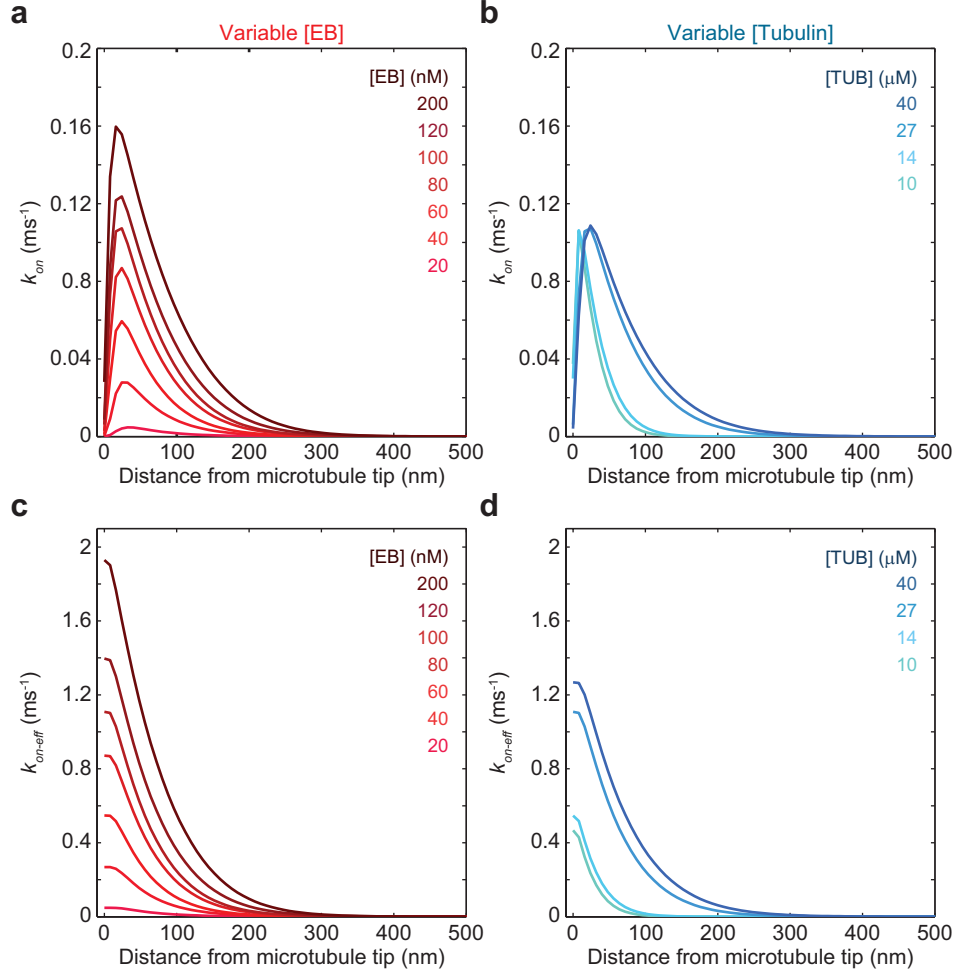 a
Variable [EB]
0.2
0.16
0.12
0.8
0.04
0
k_on (ms⁻¹)
[EB] (nM)
200
120
100
80
60
40
20
0 100 200 300 400 500
Distance from microtubule tip (nm)
b
Variable [Tubulin]
0.2
0.16
0.12
0.8
0.04
0
k_on (ms⁻¹)
[TUB] (µM)
40
27
14
10
0 100 200 300 400 500
Distance from microtubule tip (nm)
c
2
1.6
1.2
0.8
0.4
0
k_on-eff (ms⁻¹)
[EB] (nM)
200
120
100
80
60
40
20
0 100 200 300 400 500
Distance from microtubule tip (nm)
d
2
1.6
1.2
0.8
0.4
0
k_on-eff (ms⁻¹)
[TUB] (µM)
40
27
14
10
0 100 200 300 400 500
Distance from microtubule tip (nm)